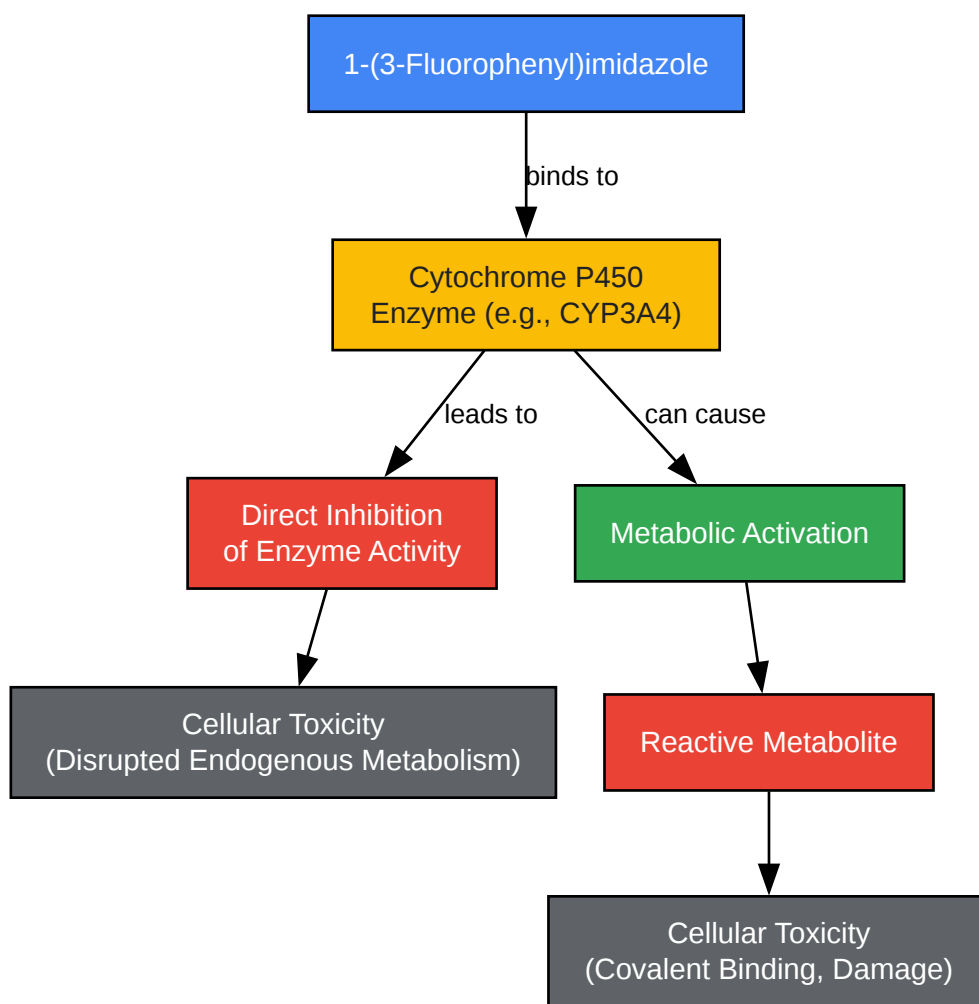 1-(3-Fluorophenyl)imidazole
binds to
Cytochrome P450
Enzyme (e.g., CYP3A4)
leads to
can cause
Direct Inhibition
of Enzyme Activity
Metabolic Activation
Cellular Toxicity
(Disrupted Endogenous Metabolism)
Reactive Metabolite
Cellular Toxicity
(Covalent Binding, Damage)